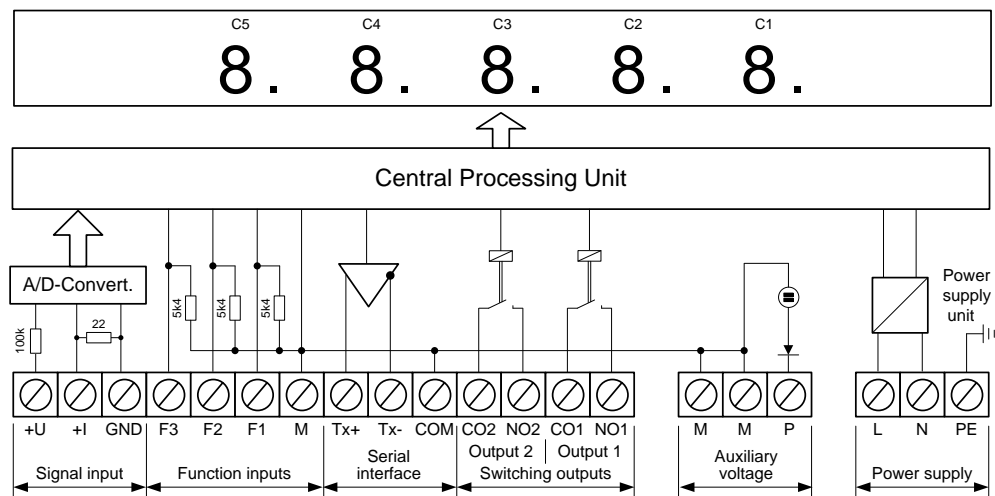 C5 C4 C3 C2 C1
8. 8. 8. 8. 8.
Central Processing Unit
A/D-Convert.
Power
supply
unit
100k 22 5k4 5k4 5k4
+U +I GND F3 F2 F1 M Tx+ Tx- COM CO2 NO2 CO1 NO1 M M P L N PE
Output 2 Output 1
Signal input
Function inputs
Serial
interface
Switching outputs
Auxiliary
voltage
Power supply